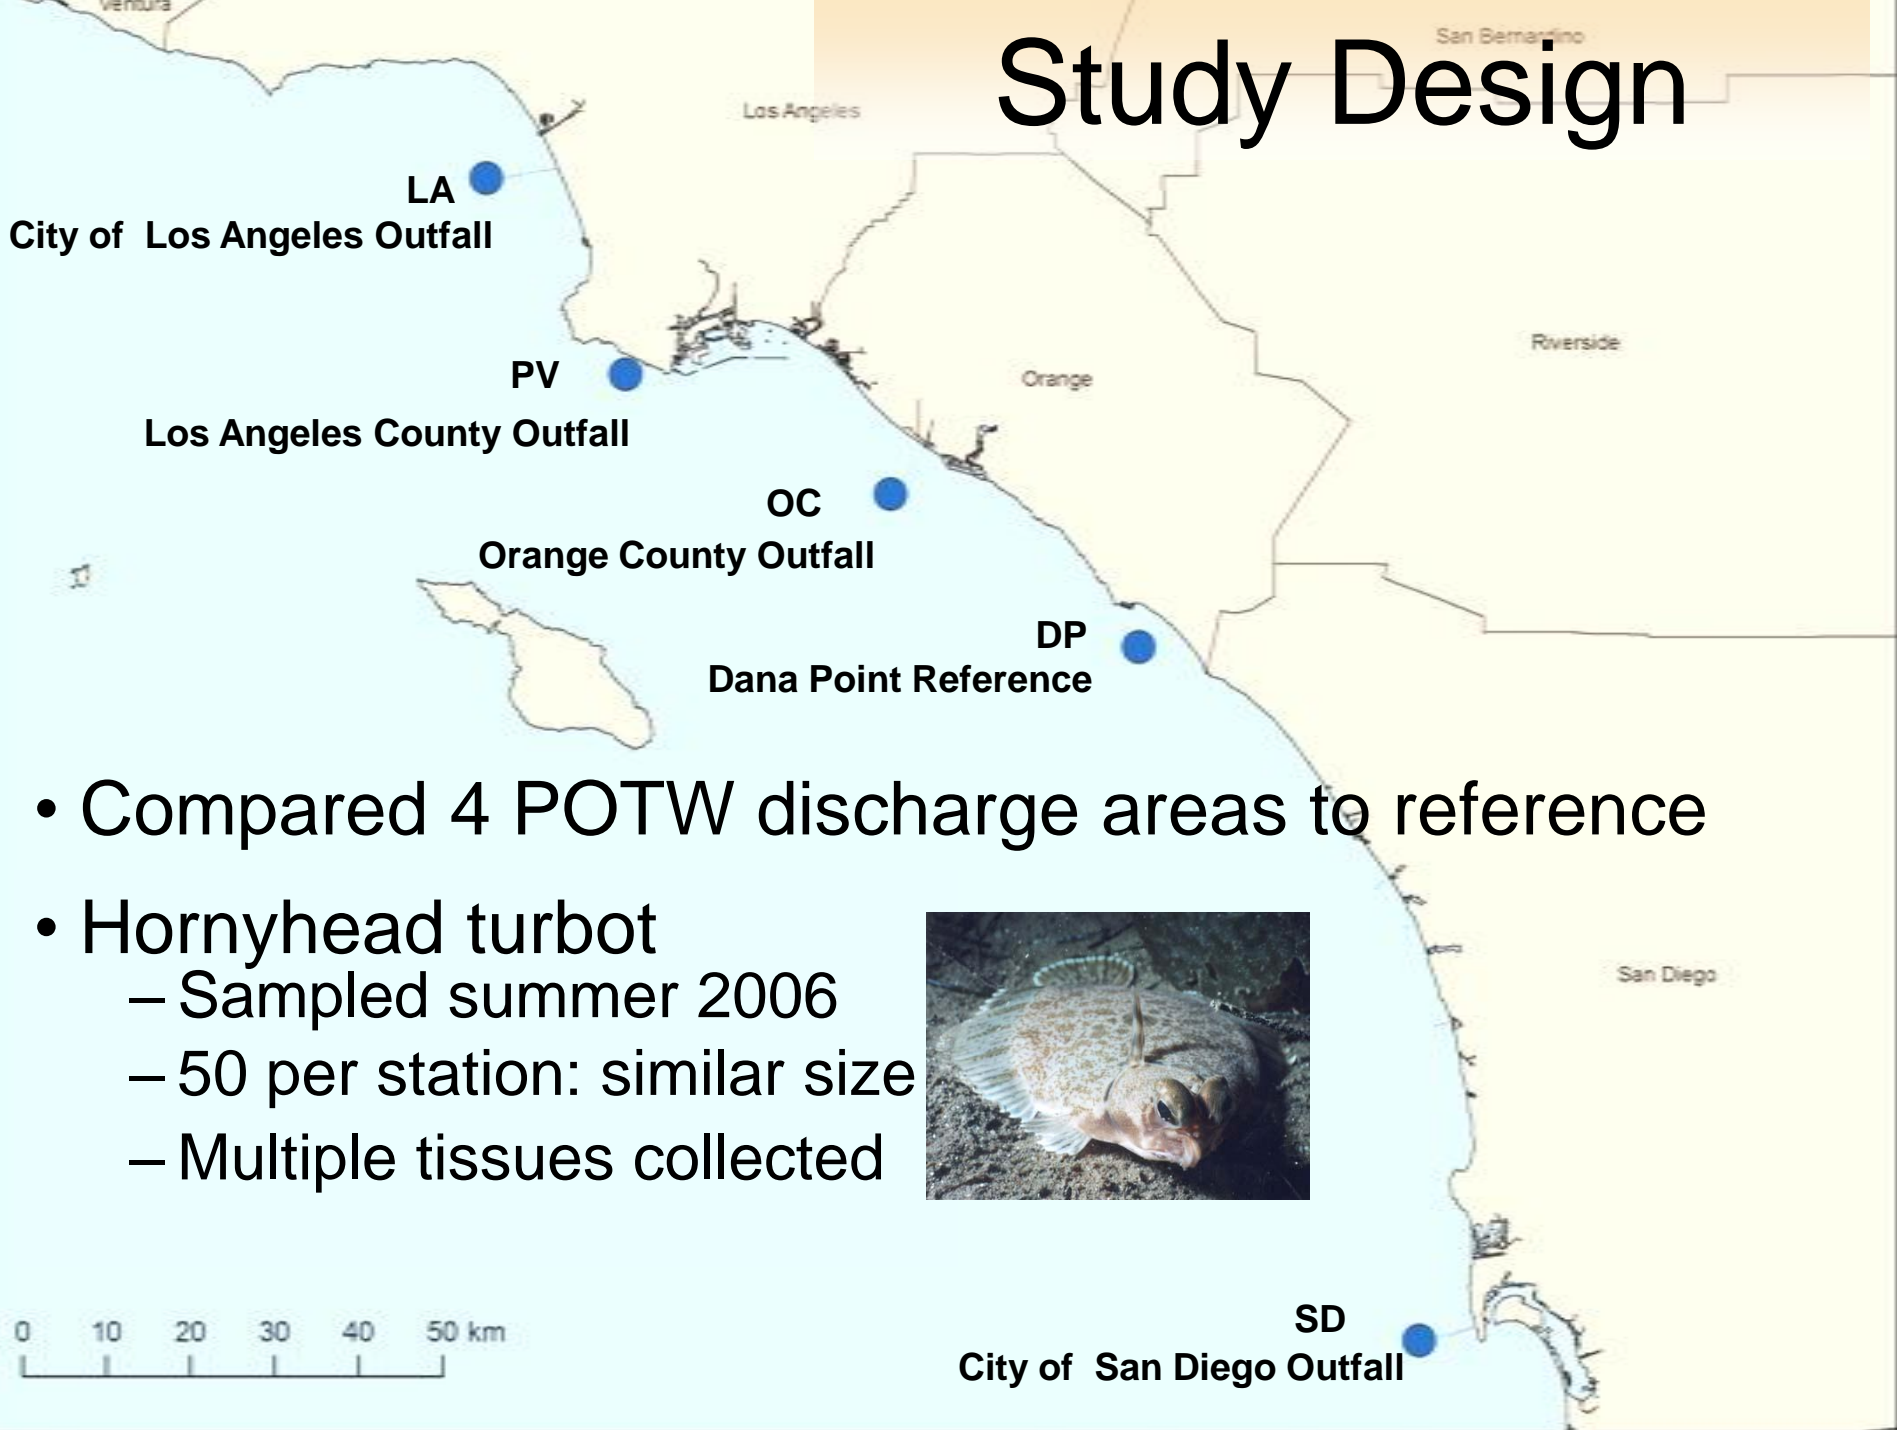 Ventura
San Bernardino
Study Design
Los Angeles
LA
City of  Los Angeles Outfall
Riverside
PV
Orange
Los Angeles County Outfall
OC
Orange County Outfall
DP
Dana Point Reference
• Compared 4 POTW discharge areas to reference
• Hornyhead turbot
– Sampled summer 2006
San Diego
– 50 per station: similar size
– Multiple tissues collected
0 10 20 30 40 50 km
SD
City of  San Diego Outfall